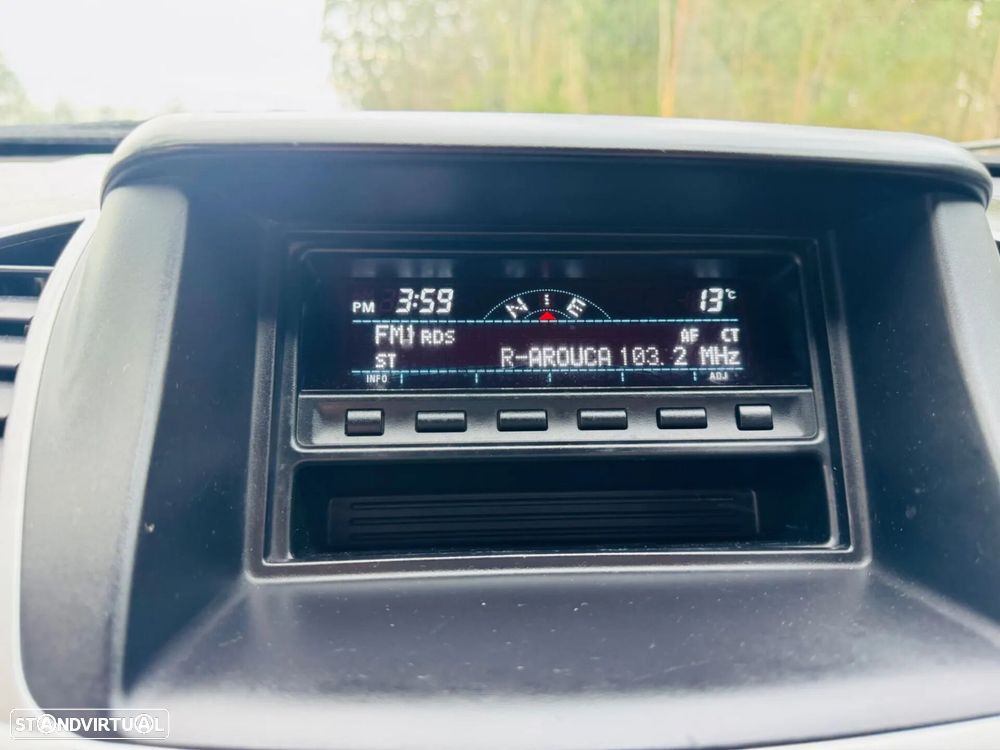 PM 3:59 N E 13°C
FM1 RDS AF CT
ST R-AROUCA 103.2 MHz
INFO ADJ
STANDVIRTUAL